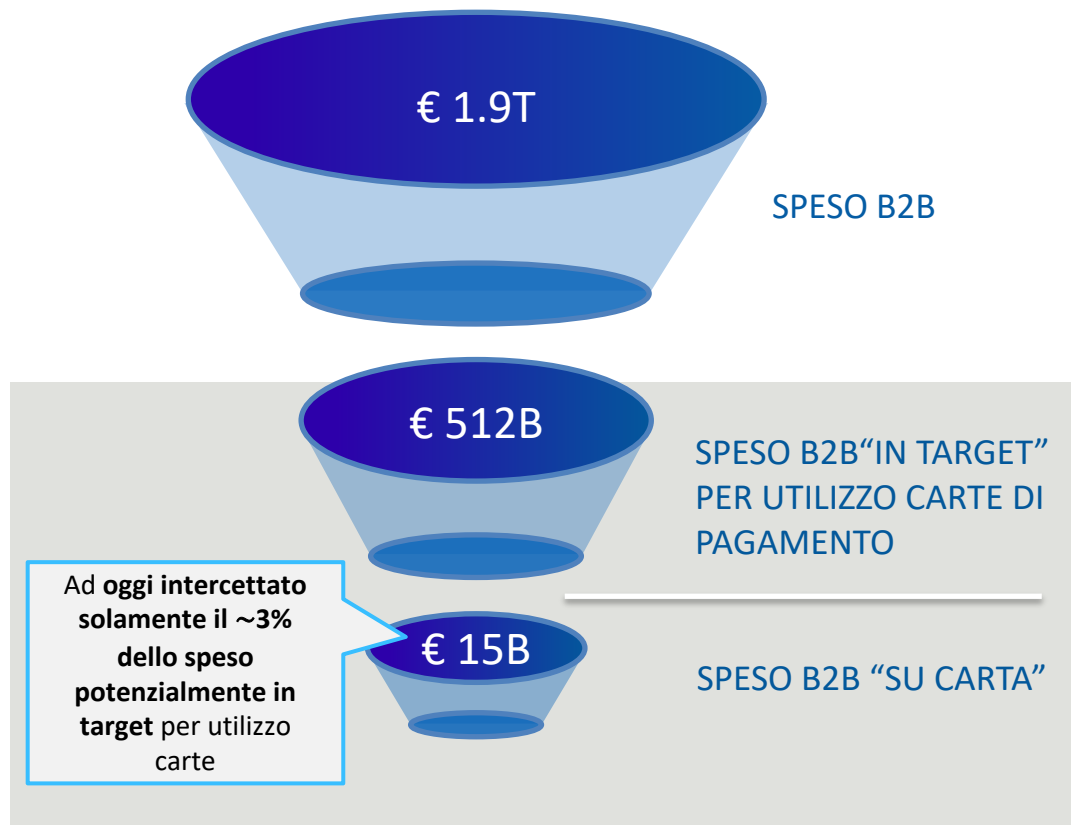 € 1.9T
SPESO B2B
€ 512B
SPESO B2B“IN TARGET”
PER UTILIZZO CARTE DI
PAGAMENTO
Ad oggi intercettato
solamente il ~3%
dello speso
potenzialmente in
target per utilizzo
carte
€ 15B
SPESO B2B “SU CARTA”